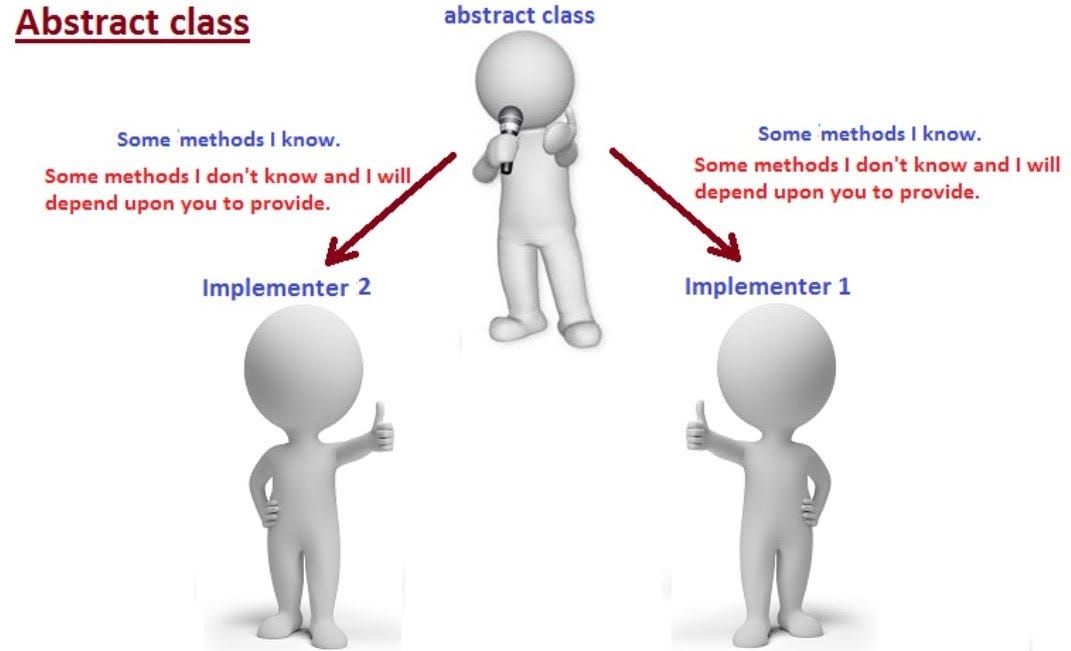 Abstract class
abstract class
Some methods I know.
Some methods I don't know and I will
depend upon you to provide.
Some methods I know.
Some methods I don't know and I will
depend upon you to provide.
Implementer 2
Implementer 1